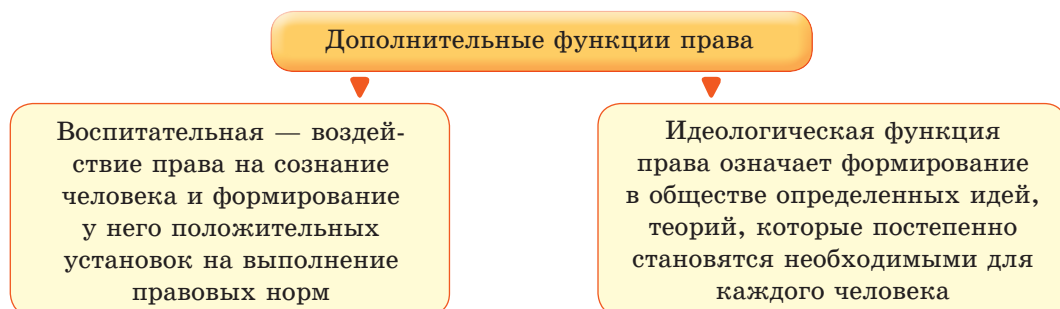 Дополнительные функции права
Воспитательная — воздей-
ствие права на сознание
человека и формирование
у него положительных
установок на выполнение
правовых норм
Идеологическая функция
права означает формирование
в обществе определенных идей,
теорий, которые постепенно
становятся необходимыми для
каждого человека